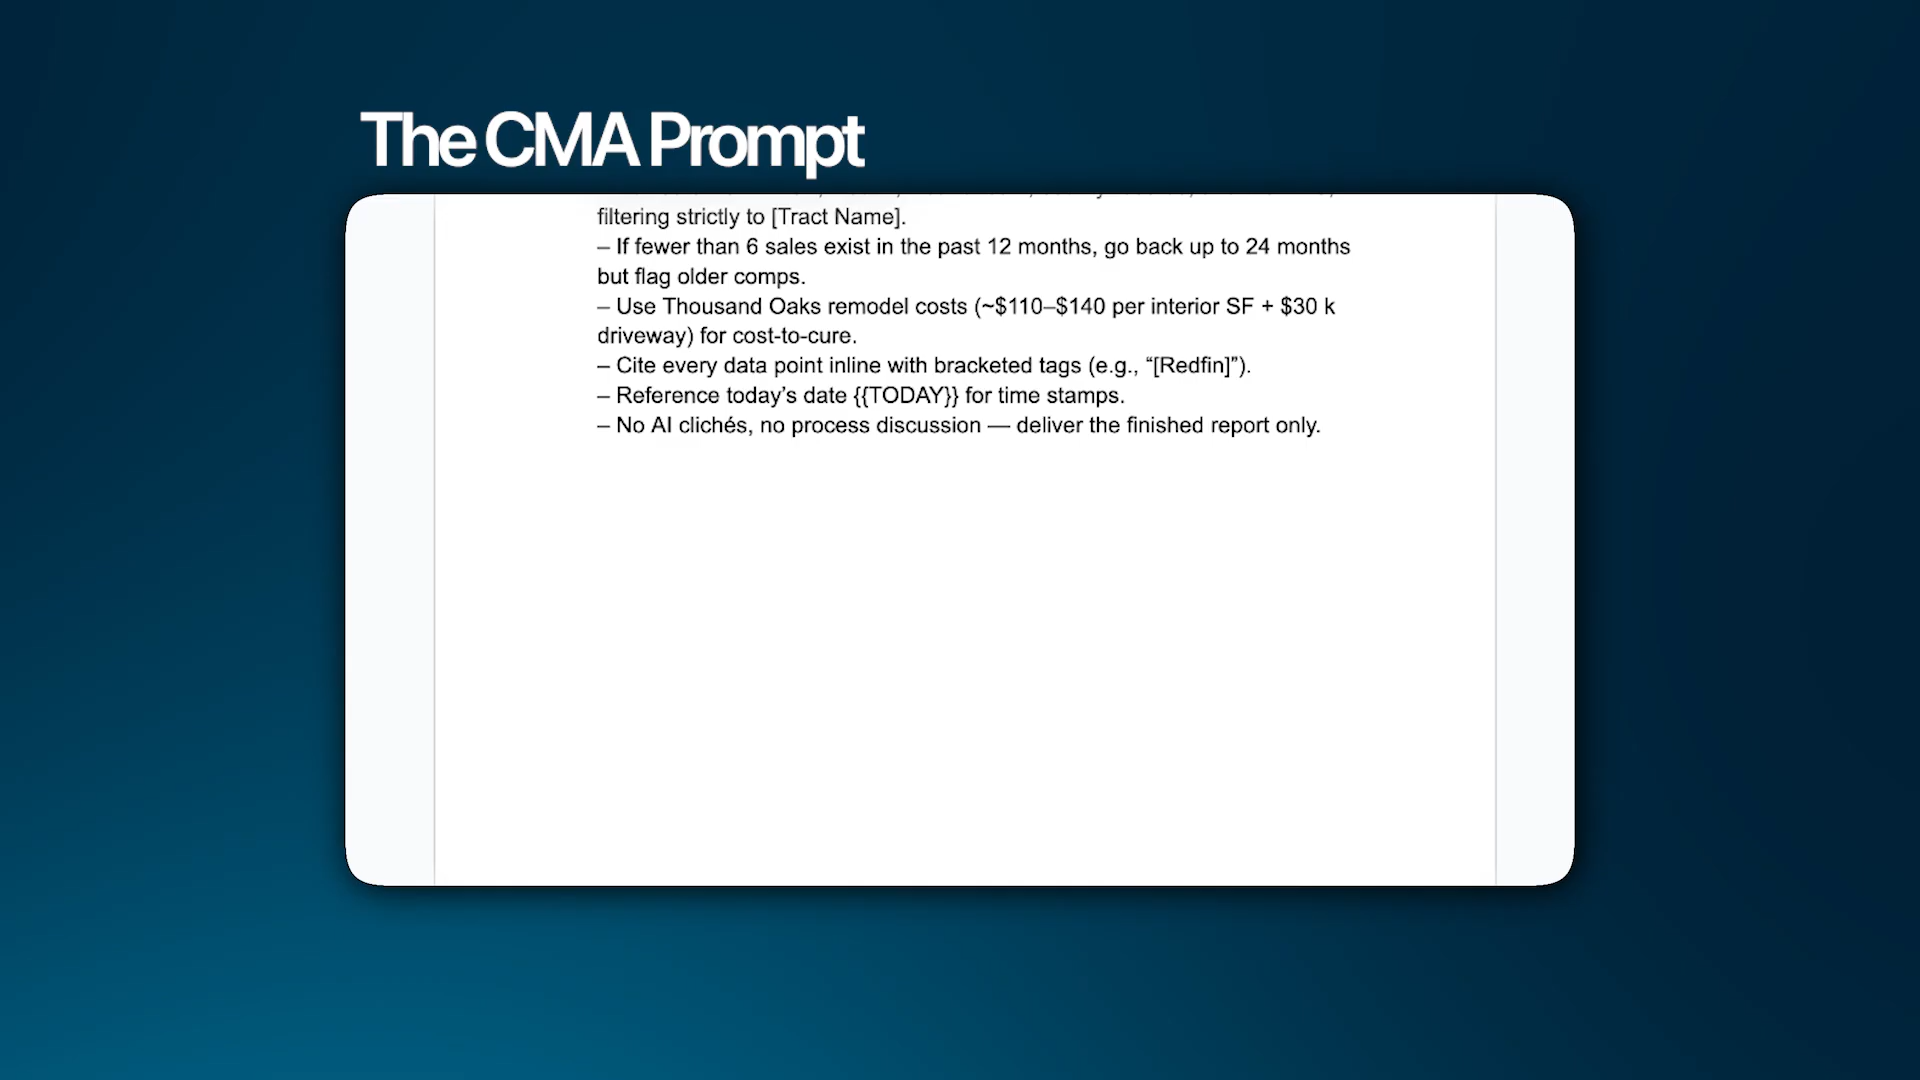 The CMA Prompt
filtering strictly to [Tract Name].
– If fewer than 6 sales exist in the past 12 months, go back up to 24 months
but flag older comps.
– Use Thousand Oaks remodel costs (~$110–$140 per interior SF + $30 k
driveway) for cost-to-cure.
– Cite every data point inline with bracketed tags (e.g., “[Redfin]”).
– Reference today’s date {{TODAY}} for time stamps.
– No AI clichés, no process discussion — deliver the finished report only.